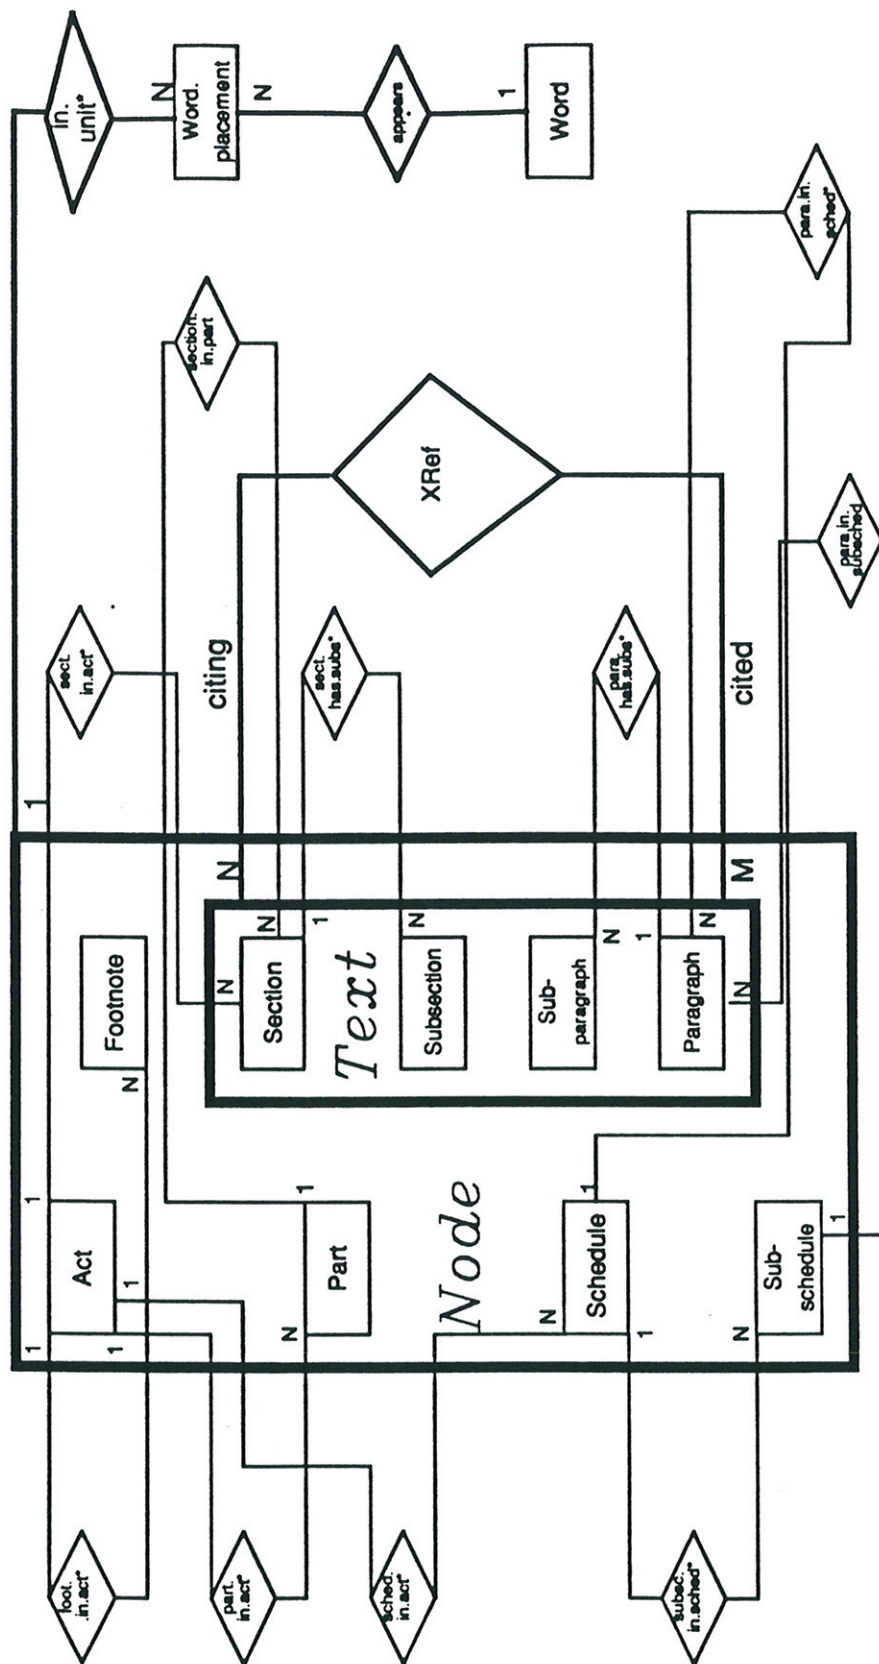 1
1
1
foot.
.in.act*
Act
Footnote
sect.
in.act*
In.
unit*
1
1
N
N
Word.
placement
section.
in.part
N
citing
N
N
part.
in.act*
N
Section
N
N
1
1
sect.
has.subs*
Part
Text
sched.
in.act*
appears
*
N
Subsection
XRef
Node
1
N
Sub-
paragraph
Word
1
Schedule
N
para.
has.subs*
1
1
subsc.
in.sched*
Paragraph
N
N
N
M
cited
Sub-
schedule
para.in.
sched*
1
para.in.
subsched